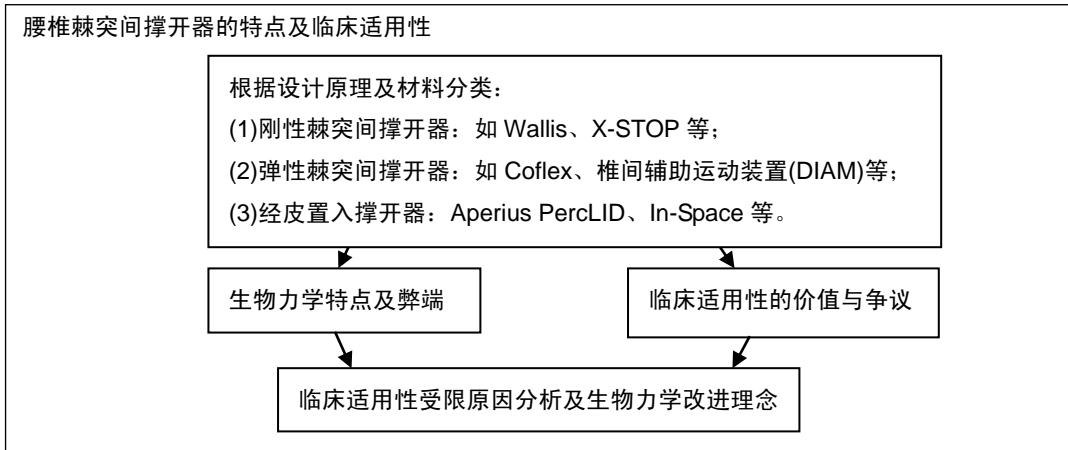 腰椎棘突间撑开器的特点及临床适用性
根据设计原理及材料分类：
(1)刚性棘突间撑开器：如 Wallis、X-STOP 等；
(2)弹性棘突间撑开器：如 Coflex、椎间辅助运动装置(DIAM)等；
(3)经皮置入撑开器：Aperius PercLID、In-Space 等。
生物力学特点及弊端
临床适用性的价值与争议
临床适用性受限原因分析及生物力学改进理念